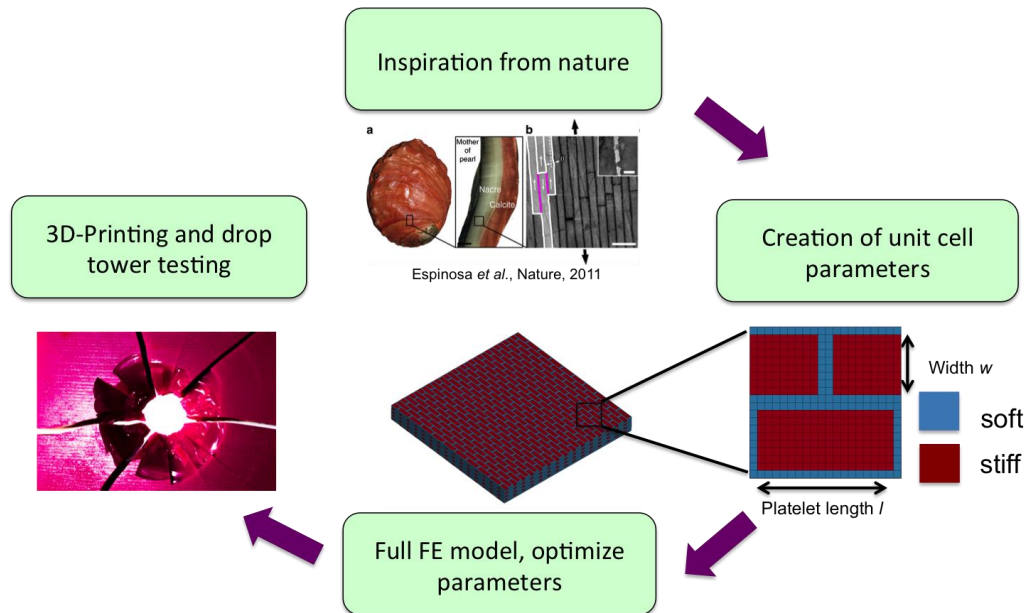 Inspiration from nature
a
b
Mother
of
pearl
Nacre
Calcite
Espinosa et al., Nature, 2011
3D-Printing and drop
tower testing
Creation of unit cell
parameters
Width w
soft
stiff
Platelet length l
Full FE model, optimize
parameters